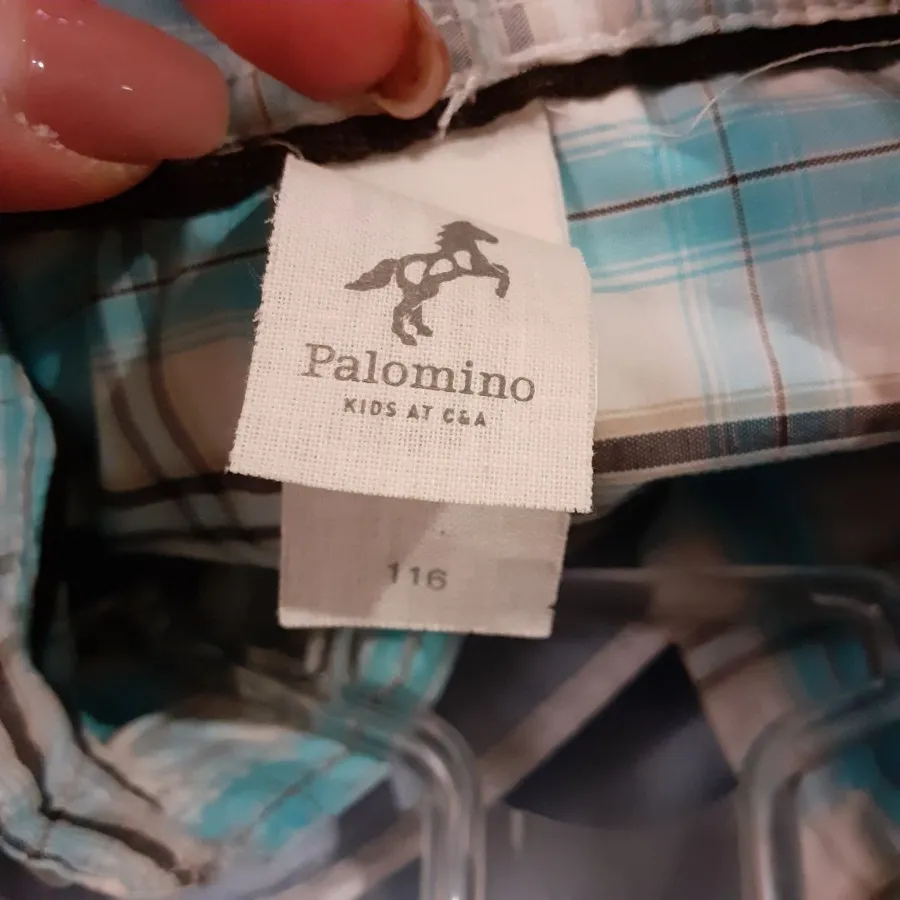 Palomino
KIDS AT C&A
116